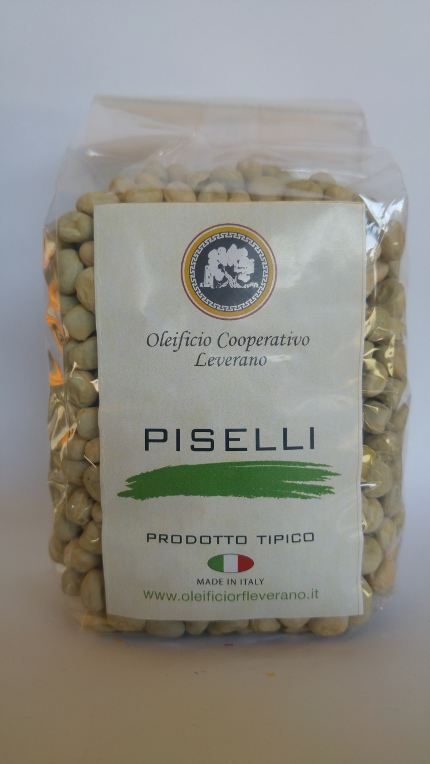 Oleificio Cooperativo
Leverano
PISELLI
PRODOTTO TIPICO
MADE IN ITALY
www.oleificiorfleverano.it